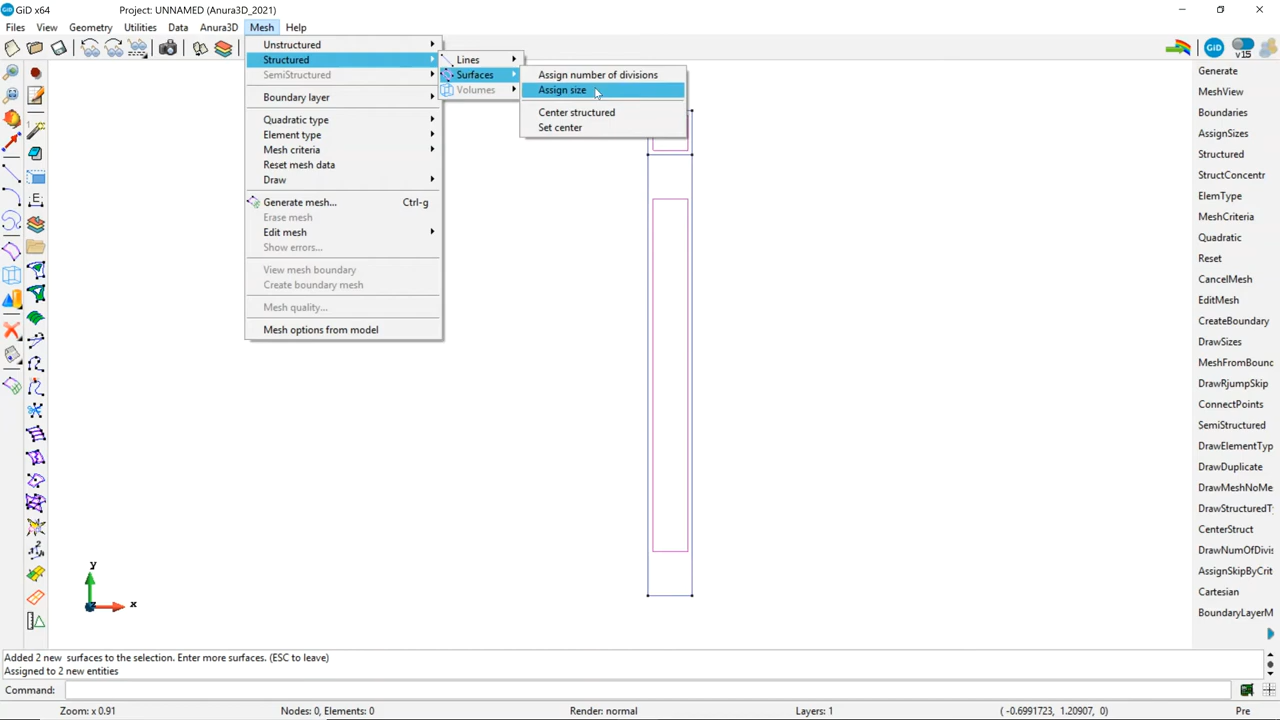 GiD x64
Project: UNNAMED (Anura3D_2021)
Files View Geometry Utilities Data Anura3D Mesh Help
Unstructured
Structured
SemiStructured
Boundary layer
Quadratic type
Element type
Mesh criteria
Reset mesh data
Draw
Generate mesh... Ctrl-g
Erase mesh
Edit mesh
Show errors...
View mesh boundary
Create boundary mesh
Mesh quality...
Mesh options from model
Lines
Surfaces
Volumes
Assign number of divisions
Assign size
Center structured
Set center
GiD
v15
Generate
MeshView
Boundaries
AssignSizes
Structured
StructConcentr
ElemType
MeshCriteria
Quadratic
Reset
CancelMesh
EditMesh
CreateBoundary
DrawSizes
MeshFromBound
DrawRjumpSkip
ConnectPoints
SemiStructured
DrawElementTyp
DrawDuplicate
DrawMeshNoMe
DrawStructuredTy
CenterStruct
DrawNumOfDivis
AssignSkipByCrit
Cartesian
BoundaryLayerM
y
x
Added 2 new surfaces to the selection. Enter more surfaces. (ESC to leave)
Assigned to 2 new entities
Command:
Zoom: x 0.91 Nodes: 0, Elements: 0 Render: normal Layers: 1 ( -0.6991723, 1.20907, 0) Pre